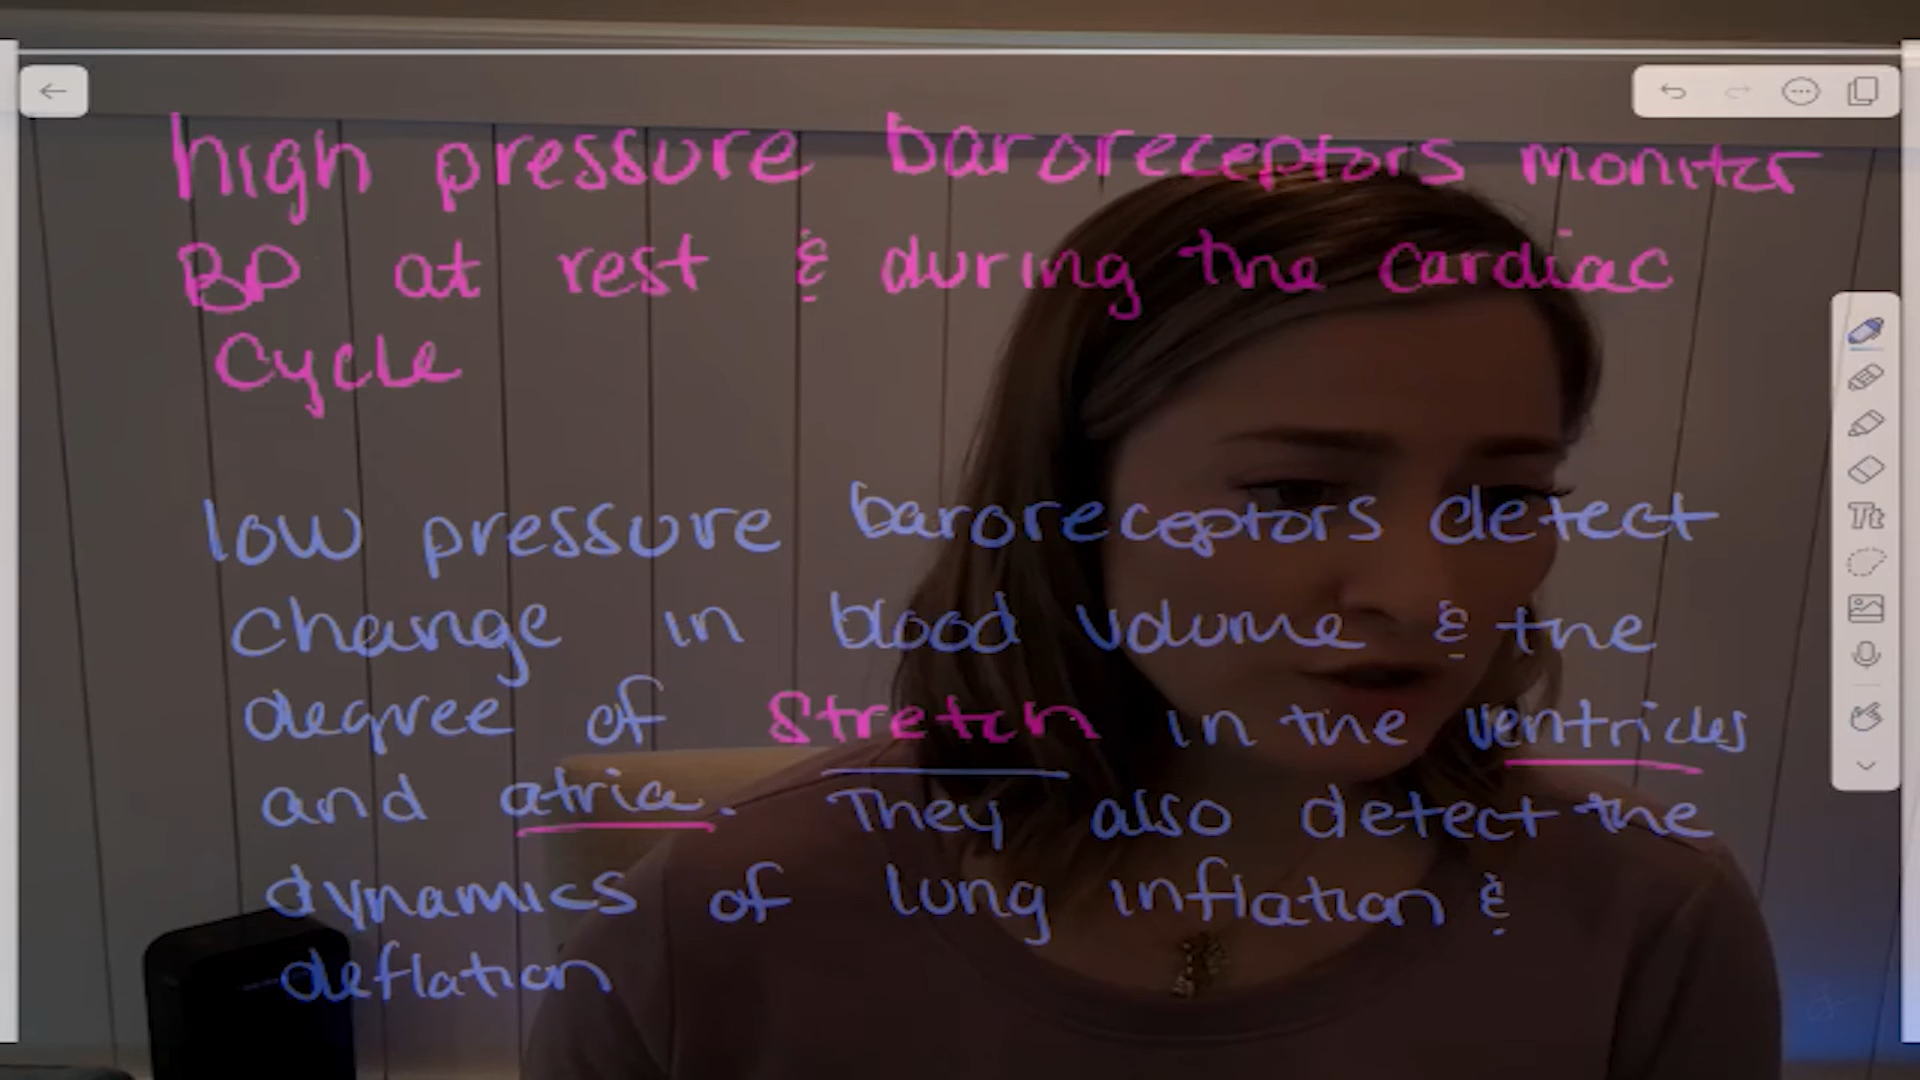 high pressure baroreceptors monitor
BP at rest & during the cardiac
cycle
low pressure baroreceptors detect
change in blood volume & the
degree of stretch in the ventricles
and atria. They also detect the
dynamics of lung inflation &
deflation
Tt